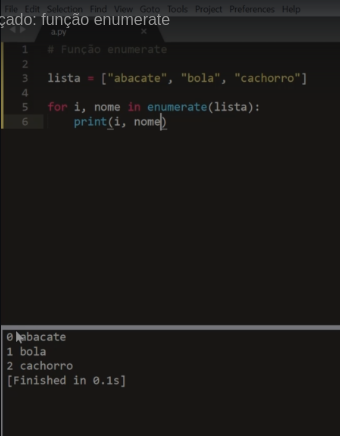 File Edit Selection Find View Goto Tools Project Preferences Help
çado: função enumerate
a.py ×
1 # Função enumerate
2
3 lista = ["abacate", "bola", "cachorro"]
4
5 for i, nome in enumerate(lista):
6 print(i, nome)
0 abacate
1 bola
2 cachorro
[Finished in 0.1s]